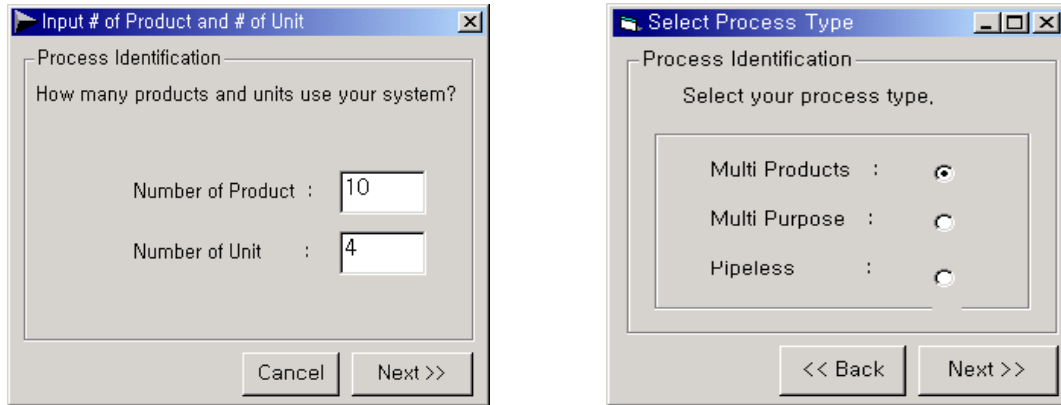 Input # of Product and # of Unit
Process Identification
How many products and units use your system?
Number of Product :
10
Number of Unit :
4
Cancel
Next >>
Select Process Type
Process Identification
Select your process type,
Multi Products :
Multi Purpose :
Pipeless :
<< Back
Next >>